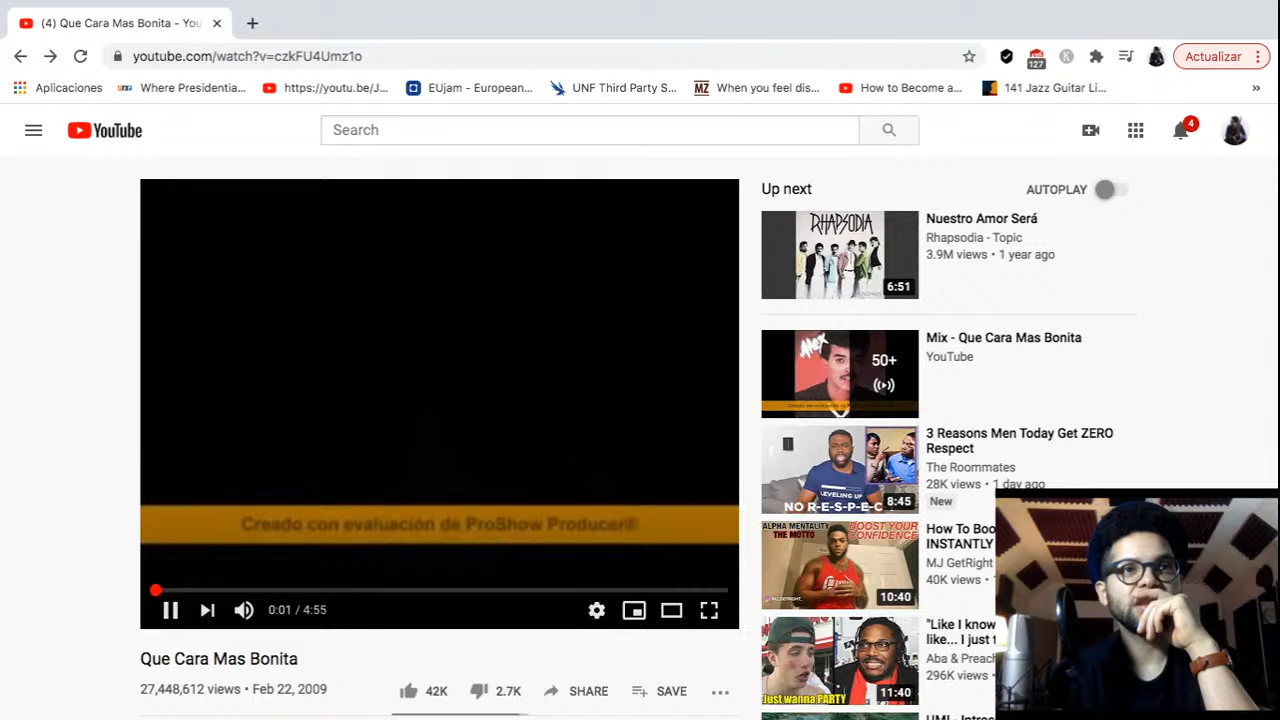 (4) Que Cara Mas Bonita - You
youtube.com/watch?v=czkFU4Umz1o
127
K
Actualizar
Aplicaciones
Where Presidentia...
https://youtu.be/J...
EUjam - European...
UNF Third Party S...
MZ
When you feel dis...
How to Become a...
141 Jazz Guitar Li...
YouTube
Search
4
Up next
AUTOPLAY
RHAPSODIA
6:51
Nuestro Amor Será
Rhapsodia - Topic
3.9M views • 1 year ago
Alex
50+
Mix - Que Cara Mas Bonita
YouTube
LEVELING UP
NO R-E-S-P-E-C
8:45
3 Reasons Men Today Get ZERO
Respect
The Roommates
28K views • 1 day ago
New
Creado con evaluación de ProShow Producer®
ALPHA MENTALITY
THE MOTTO
BOOST YOUR
CONFIDENCE
10:40
How To Boo
INSTANTLY
MJ GetRight
40K views •
0:01 / 4:55
Just wanna PARTY
11:40
"Like I know
like... I just t
Aba & Preach
296K views
Que Cara Mas Bonita
27,448,612 views • Feb 22, 2009
42K
2.7K
SHARE
SAVE
UMI - Intros